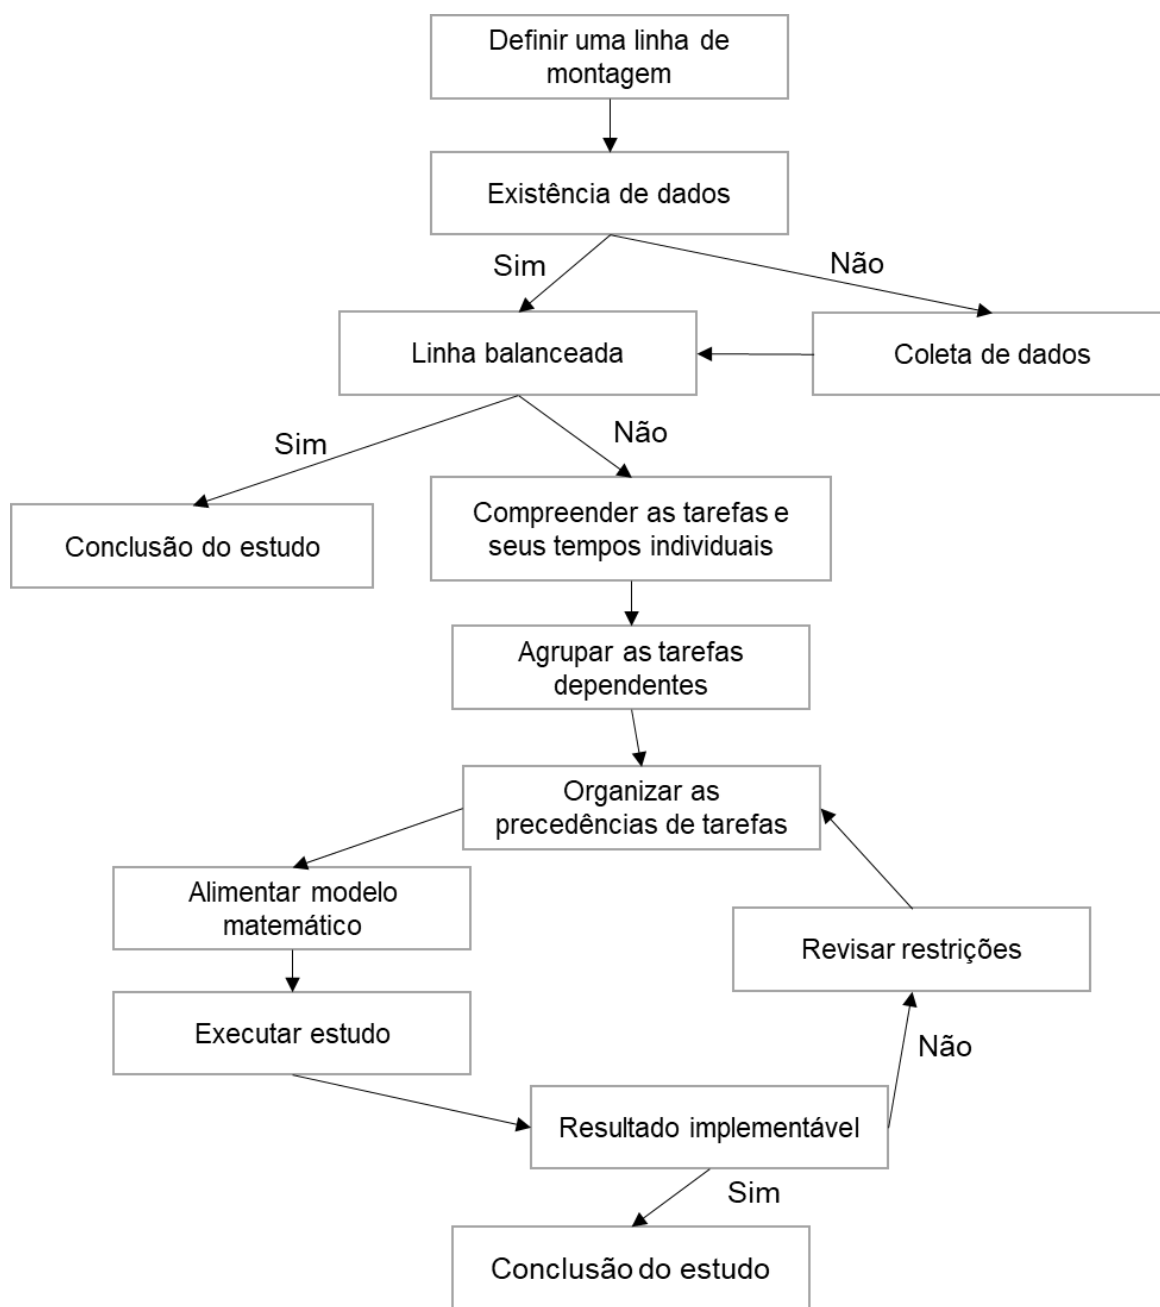 Definir uma linha de
montagem
Existência de dados
Sim
Não
Linha balanceada
Coleta de dados
Sim
Não
Conclusão do estudo
Compreender as tarefas e
seus tempos individuais
Agrupar as tarefas
dependentes
Organizar as
precedências de tarefas
Alimentar modelo
matemático
Revisar restrições
Executar estudo
Não
Resultado implementável
Sim
Conclusão do estudo